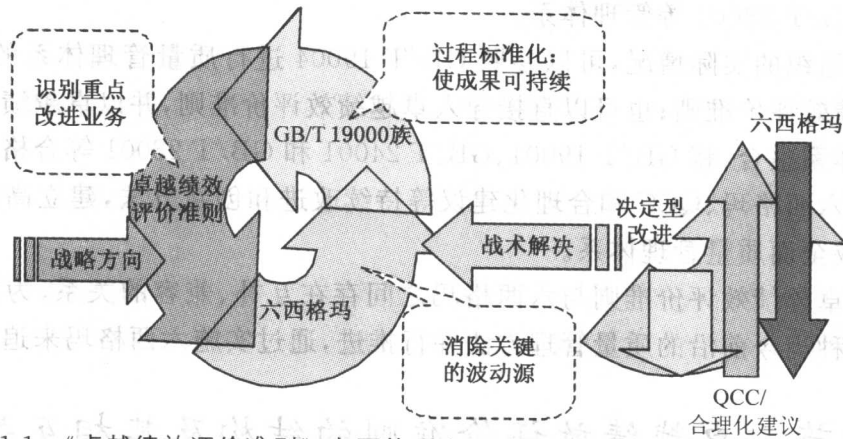 识别重点
改进业务
过程标准化：
使成果可持续
GB/T 19000族
卓越绩效
评价准则
战略方向
六西格玛
战术解决
消除关键
的波动源
六西格玛
决定型
改进
QCC/
合理化建议